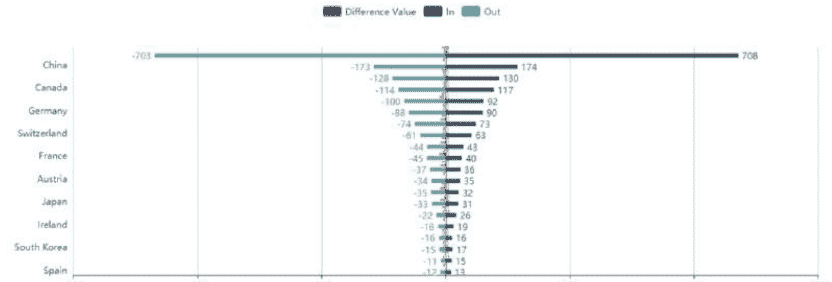 Difference Value In Out
-703 708
China -173 174
-128 130
Canada -114 117
-100 92
Germany -88 90
-74 73
Switzerland -61 63
-44 43
France -45 40
-37 36
Austria -34 35
-35 32
Japan -33 31
-22 26
Ireland 19
-16 16
South Korea -15 17
-11 15
Spain -12 13